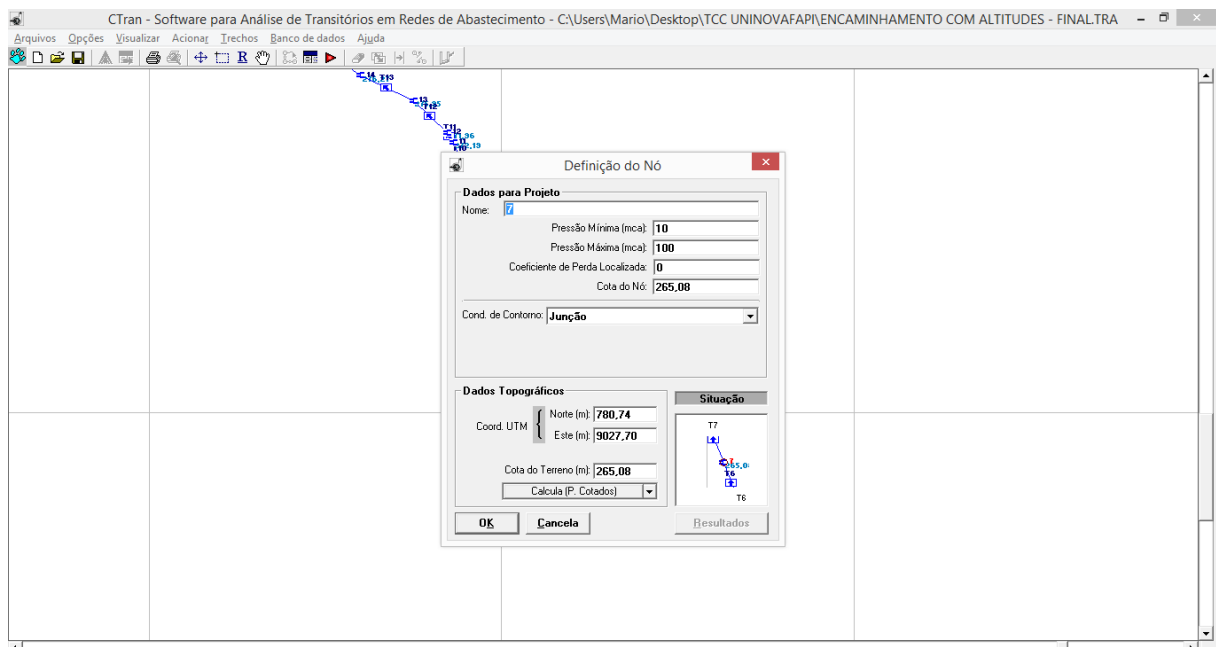 CTran - Software para Análise de Transitórios em Redes de Abastecimento - C:\Users\Mario\Desktop\TCC UNINOVAFAPI\ENCAMINHAMENTO COM ALTITUDES - FINAL.TRA
Arquivos Opções Visualizar Acionar Trechos Banco de dados Ajuda
R
T13
T12
T11
Definição do Nó
Dados para Projeto
Nome: 7
Pressão Mínima (mca): 10
Pressão Máxima (mca): 100
Coeficiente de Perda Localizada: 0
Cota do Nó: 265,08
Cond. de Contorno: Junção
Dados Topográficos
Situação
Coord. UTM
Norte (m): 780,74
Este (m): 9027,70
Cota do Terreno (m): 265,08
Calcula (P. Cotados)
T7
T6
T6
OK Cancela Resultados